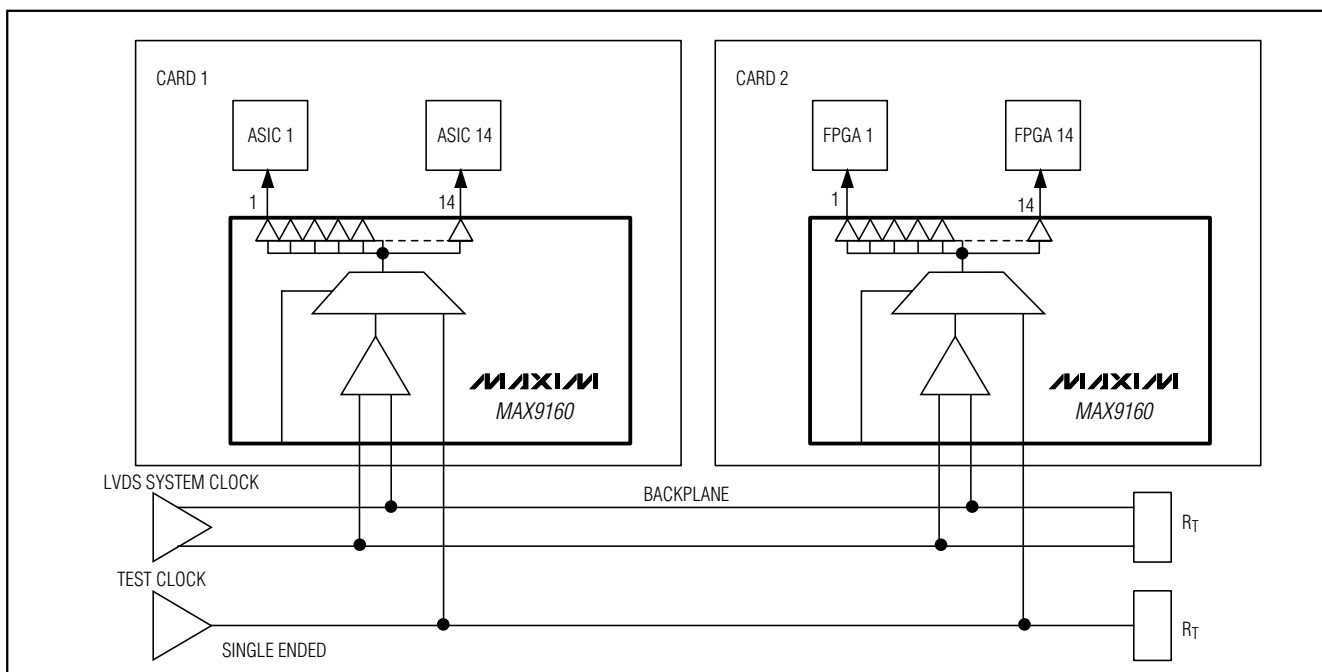 CARD 1
CARD 2
ASIC 1
ASIC 14
FPGA 1
FPGA 14
1
14
1
14
MAXIM
MAX9160
MAXIM
MAX9160
LVDS SYSTEM CLOCK
BACKPLANE
RT
TEST CLOCK
SINGLE ENDED
RT